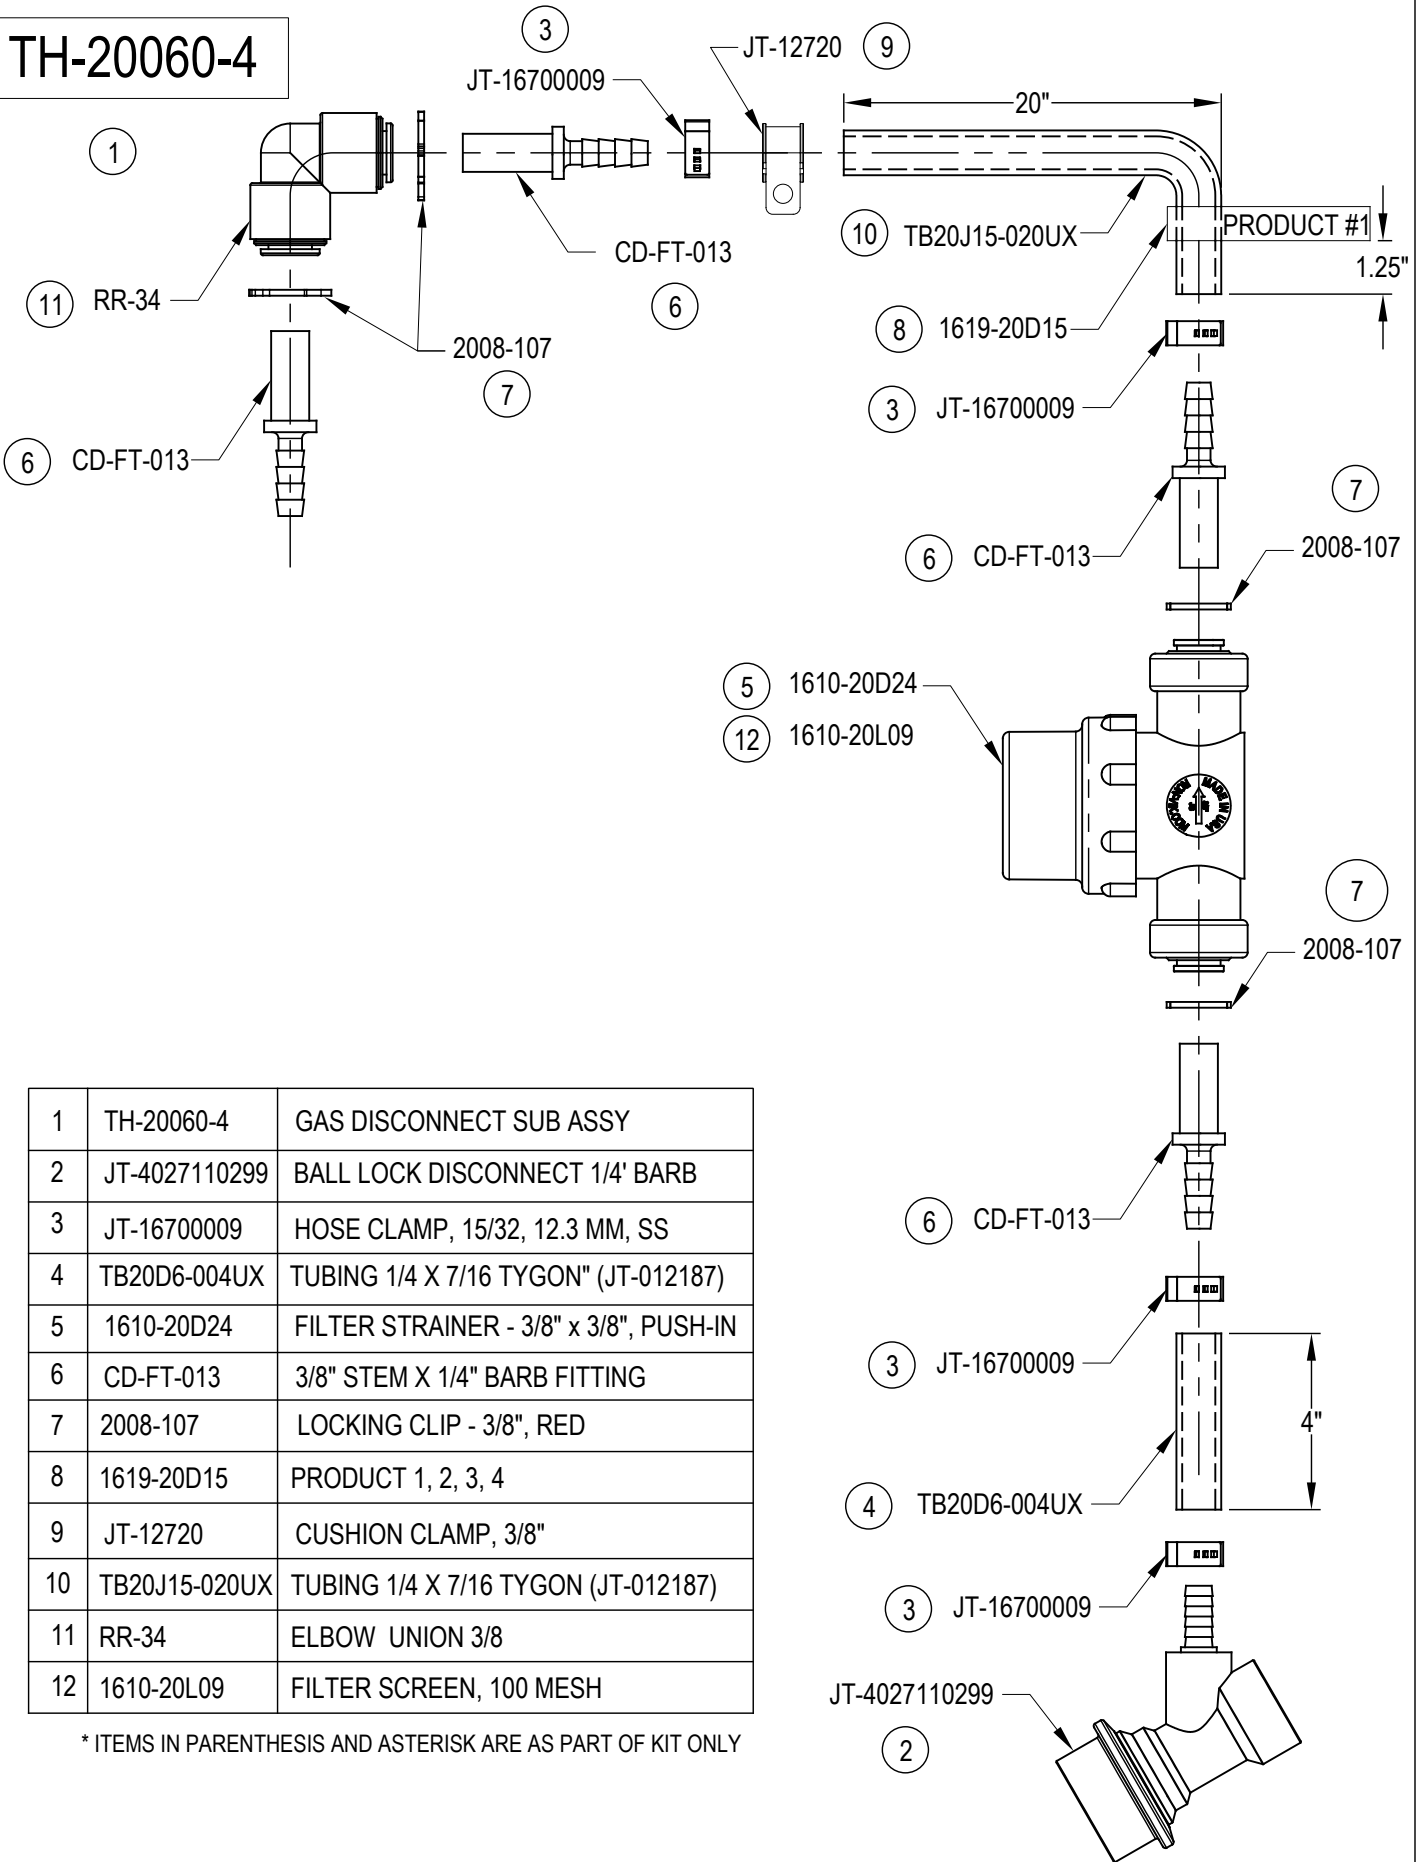 TH-20060-4
3
JT-16700009
JT-12720 9
20"
1
CD-FT-013
6
10 TB20J15-020UX
PRODUCT #1
1.25"
11 RR-34
2008-107
7
8 1619-20D15
3 JT-16700009
6 CD-FT-013
7
2008-107
6 CD-FT-013
5 1610-20D24
12 1610-20L09
MADE IN USA
7
2008-107
6 CD-FT-013
3 JT-16700009
4"
4 TB20D6-004UX
3 JT-16700009
JT-4027110299
2
1 TH-20060-4 GAS DISCONNECT SUB ASSY
2 JT-4027110299 BALL LOCK DISCONNECT 1/4' BARB
3 JT-16700009 HOSE CLAMP, 15/32, 12.3 MM, SS
4 TB20D6-004UX TUBING 1/4 X 7/16 TYGON" (JT-012187)
5 1610-20D24 FILTER STRAINER - 3/8" x 3/8", PUSH-IN
6 CD-FT-013 3/8" STEM X 1/4" BARB FITTING
7 2008-107 LOCKING CLIP - 3/8", RED
8 1619-20D15 PRODUCT 1, 2, 3, 4
9 JT-12720 CUSHION CLAMP, 3/8"
10 TB20J15-020UX TUBING 1/4 X 7/16 TYGON (JT-012187)
11 RR-34 ELBOW UNION 3/8
12 1610-20L09 FILTER SCREEN, 100 MESH
* ITEMS IN PARENTHESIS AND ASTERISK ARE AS PART OF KIT ONLY